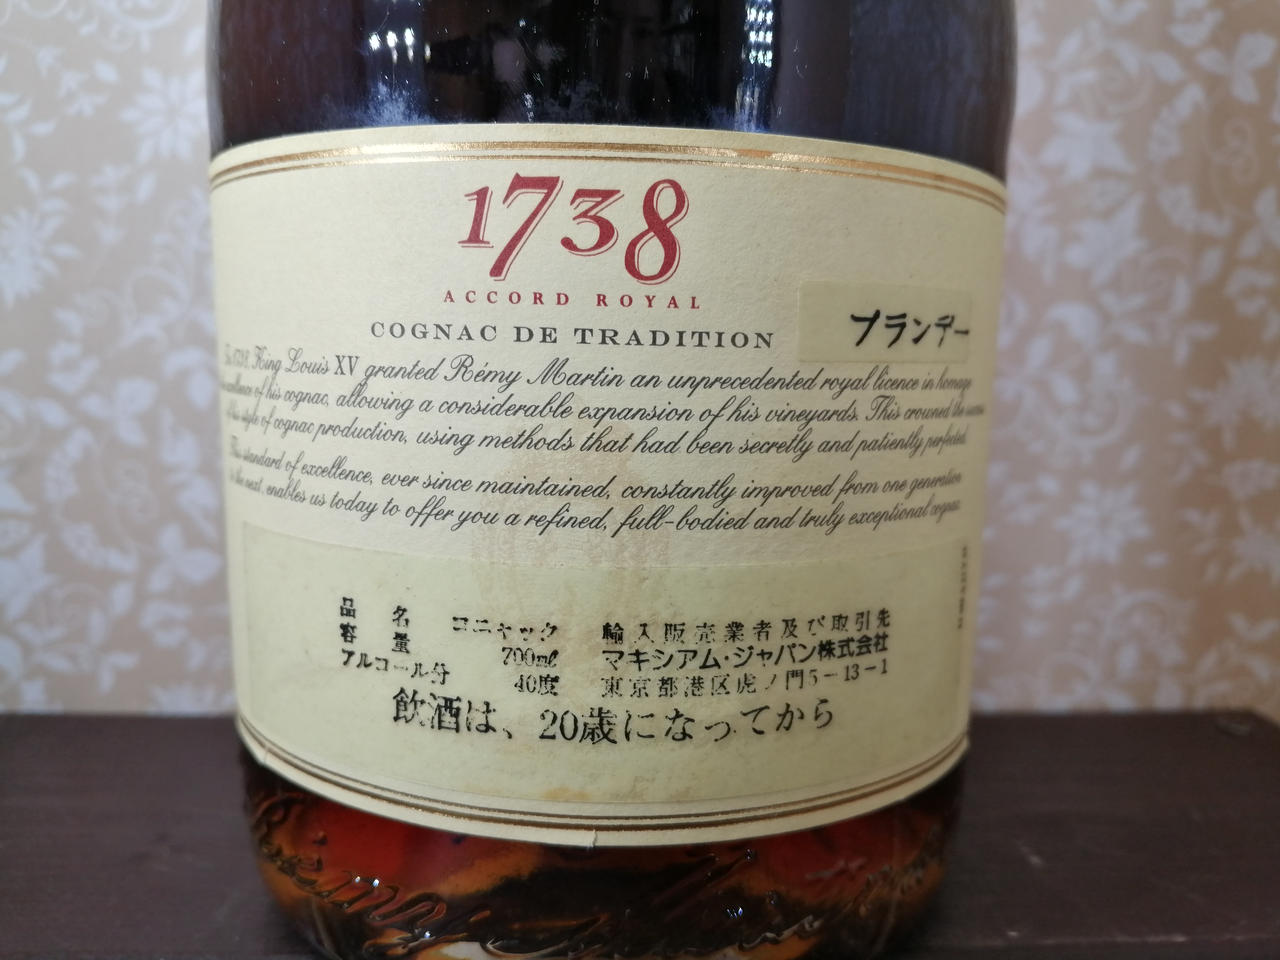 1738
ACCORD ROYAL
COGNAC DE TRADITION
ブランデー
1738, King Louis XV granted Rémy Martin an unprecedented royal licence in homage
of his cognac, allowing a considerable expansion of his vineyards. This crowned the
style of cognac production, using methods that had been secretly and patiently perfected.
This standard of excellence, ever since maintained, constantly improved from one generation
the next, enables us today to offer you a refined, full-bodied and truly exceptional cognac.
品名 コニャック
容量 700ml
アルコール分 40度
輸入販売業者及び取引先
マキシアム・ジャパン株式会社
東京都港区虎ノ門5-13-1
飲酒は、20歳になってから
Rémy Martin